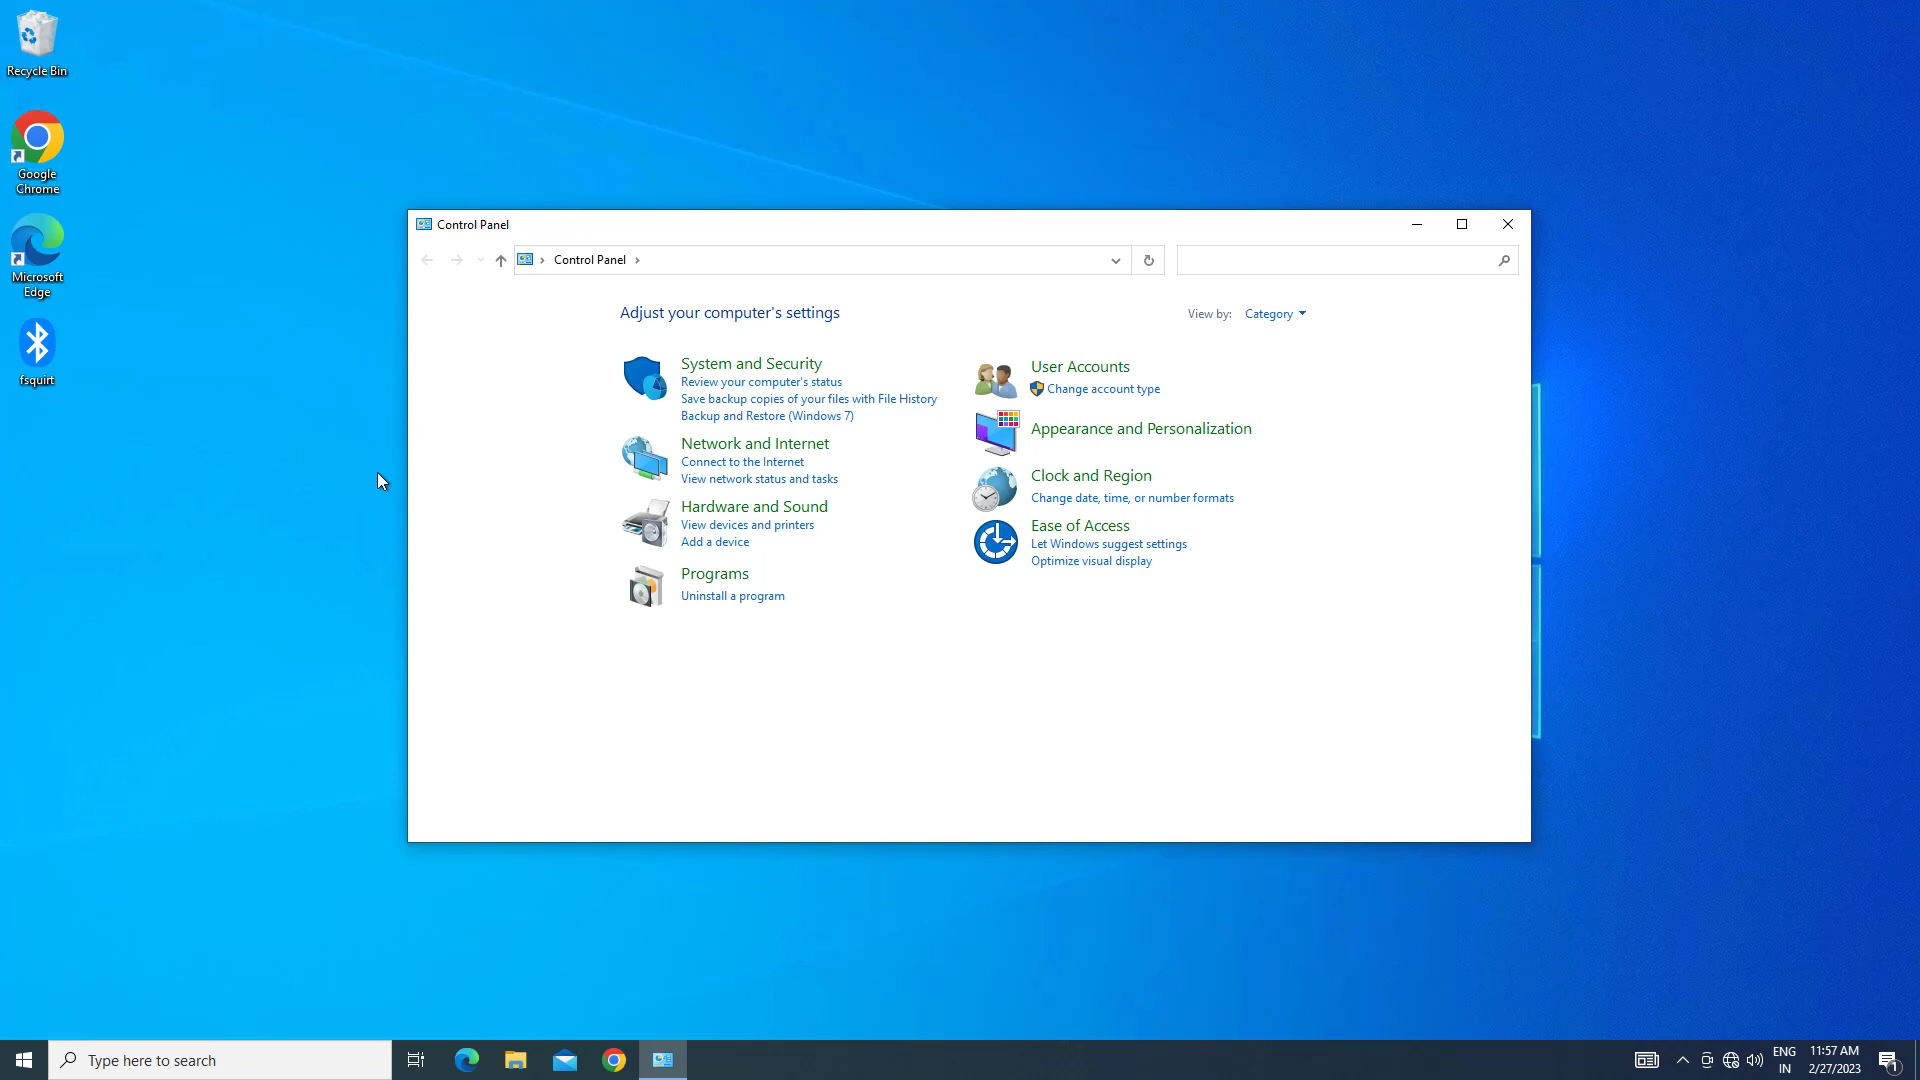 Recycle Bin
Google
Chrome
Microsoft
Edge
fsquirt
Control Panel
Control Panel
Adjust your computer's settings
View by: Category
System and Security
Review your computer's status
Save backup copies of your files with File History
Backup and Restore (Windows 7)
Network and Internet
Connect to the Internet
View network status and tasks
Hardware and Sound
View devices and printers
Add a device
Programs
Uninstall a program
User Accounts
Change account type
Appearance and Personalization
Clock and Region
Change date, time, or number formats
Ease of Access
Let Windows suggest settings
Optimize visual display
Type here to search
ENG
IN
11:57 AM
2/27/2023
1